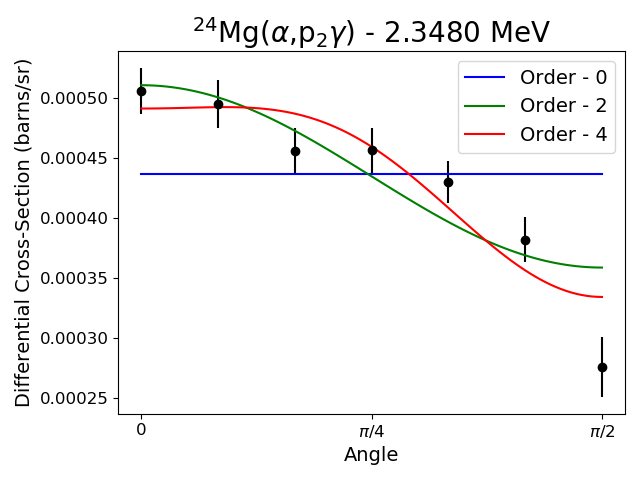 ²⁴Mg(α,p₂γ) - 2.3480 MeV
Differential Cross-Section (barns/sr)
0.00050
0.00045
0.00040
0.00035
0.00030
0.00025
Order - 0
Order - 2
Order - 4
0
π/4
π/2
Angle